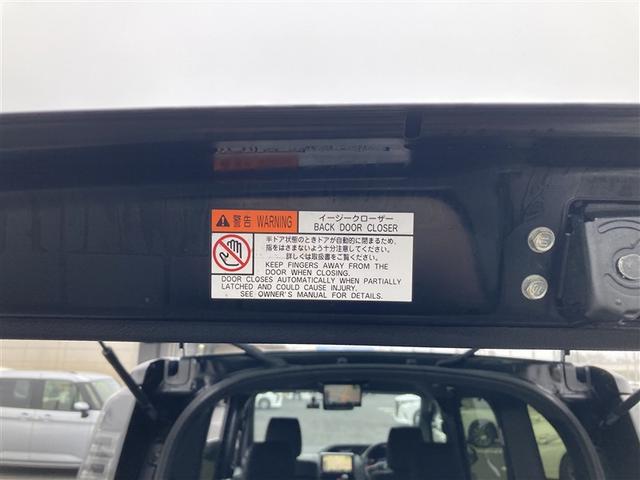 警告 WARNING
イージークローザー
BACK DOOR CLOSER
半ドア状態のときドアが自動的に閉まるため、
指をはさまないよう十分注意してください。
詳しくは取扱書をご覧ください。
KEEP FINGERS AWAY FROM THE
DOOR WHEN CLOSING.
DOOR CLOSES AUTOMATICALLY WHEN PARTIALLY
LATCHED AND COULD CAUSE INJURY.
SEE OWNER'S MANUAL FOR DETAILS.